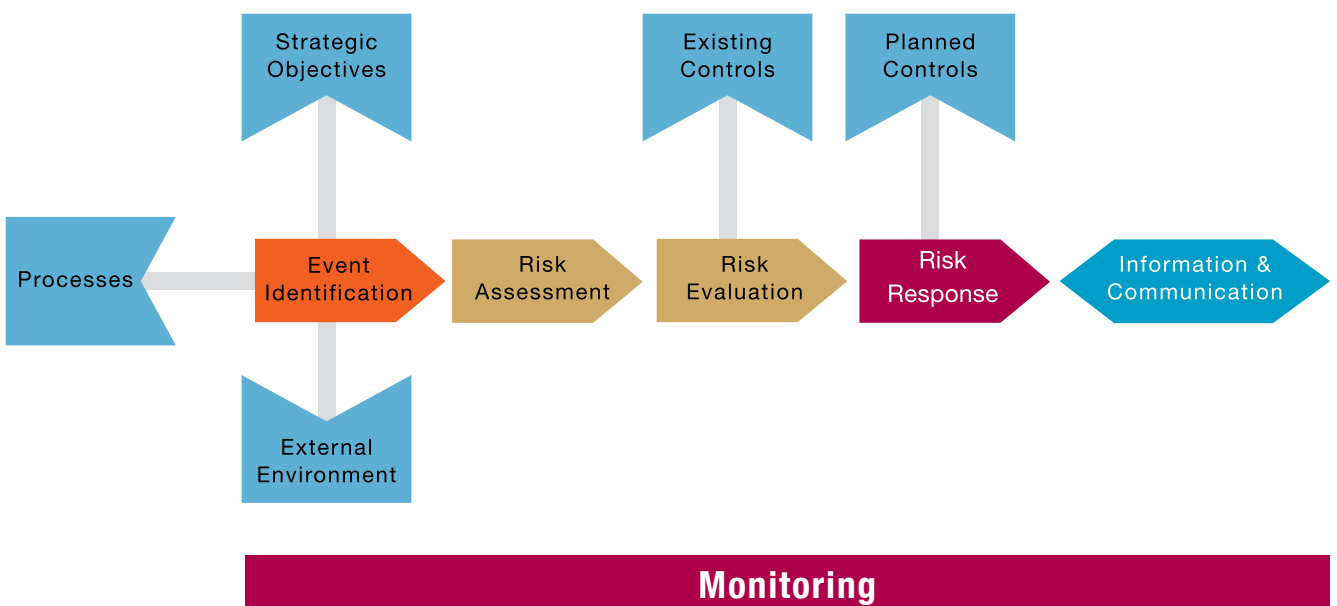 Strategic
Objectives
Existing
Controls
Planned
Controls
Processes
Event
Identification
Risk
Assessment
Risk
Evaluation
Risk
Response
Information &
Communication
External
Environment
Monitoring